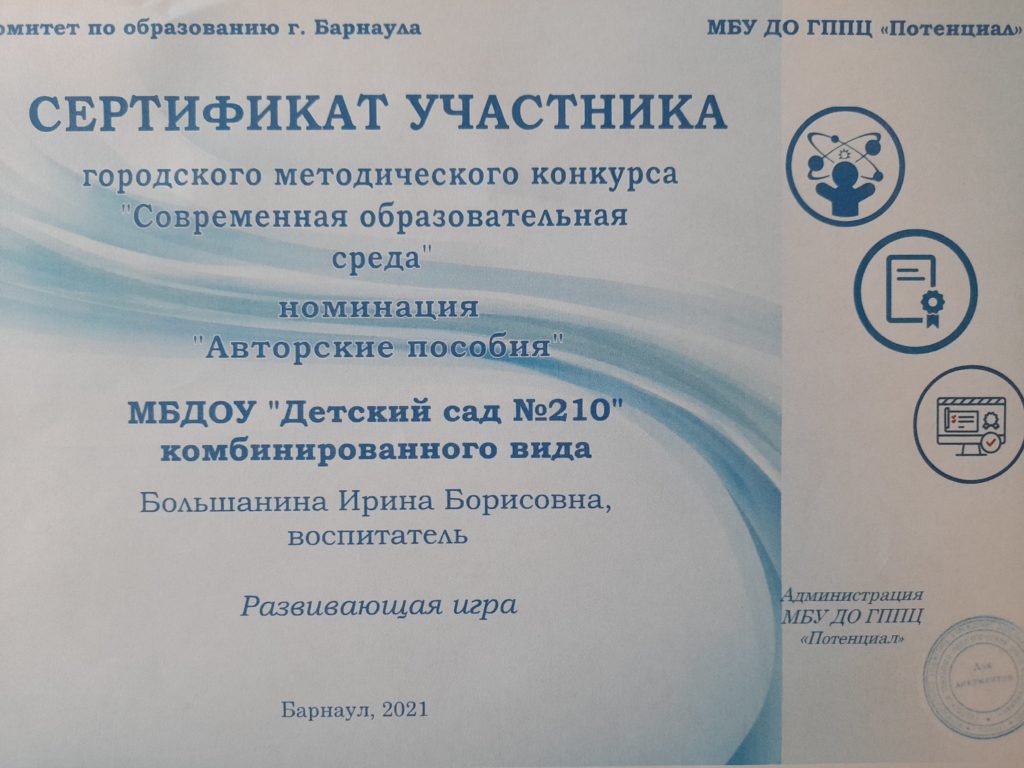 омитет по образованию г. Барнаула
МБУ ДО ГППЦ «Потенциал»
СЕРТИФИКАТ УЧАСТНИКА
городского методического конкурса
"Современная образовательная
среда"
номинация
"Авторские пособия"
МБДОУ "Детский сад №210"
комбинированного вида
Большанина Ирина Борисовна,
воспитатель
Развивающая игра
Администрация
МБУ ДО ГППЦ
«Потенциал»
Для
документов
Барнаул, 2021